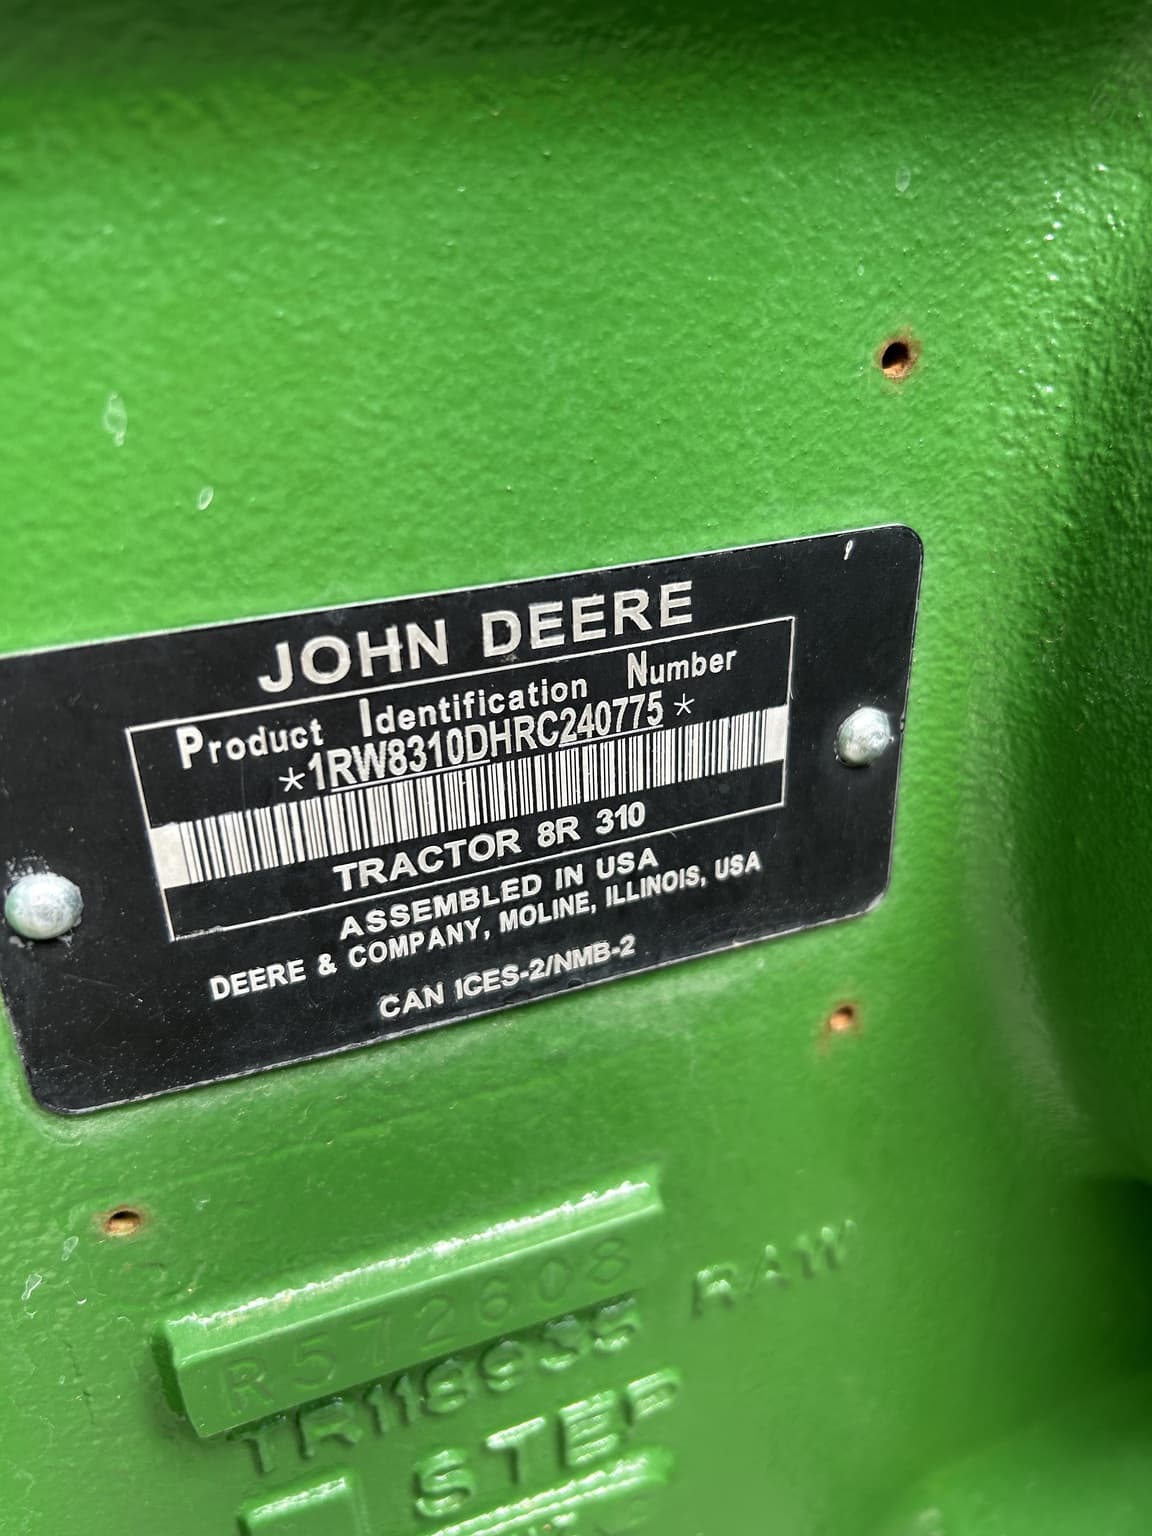 JOHN DEERE
Product Identification Number
*1RW8310DHRC240775*
TRACTOR 8R 310
ASSEMBLED IN USA
DEERE & COMPANY, MOLINE, ILLINOIS, USA
CAN ICES-2/NMB-2
R572608
RAW
STEP